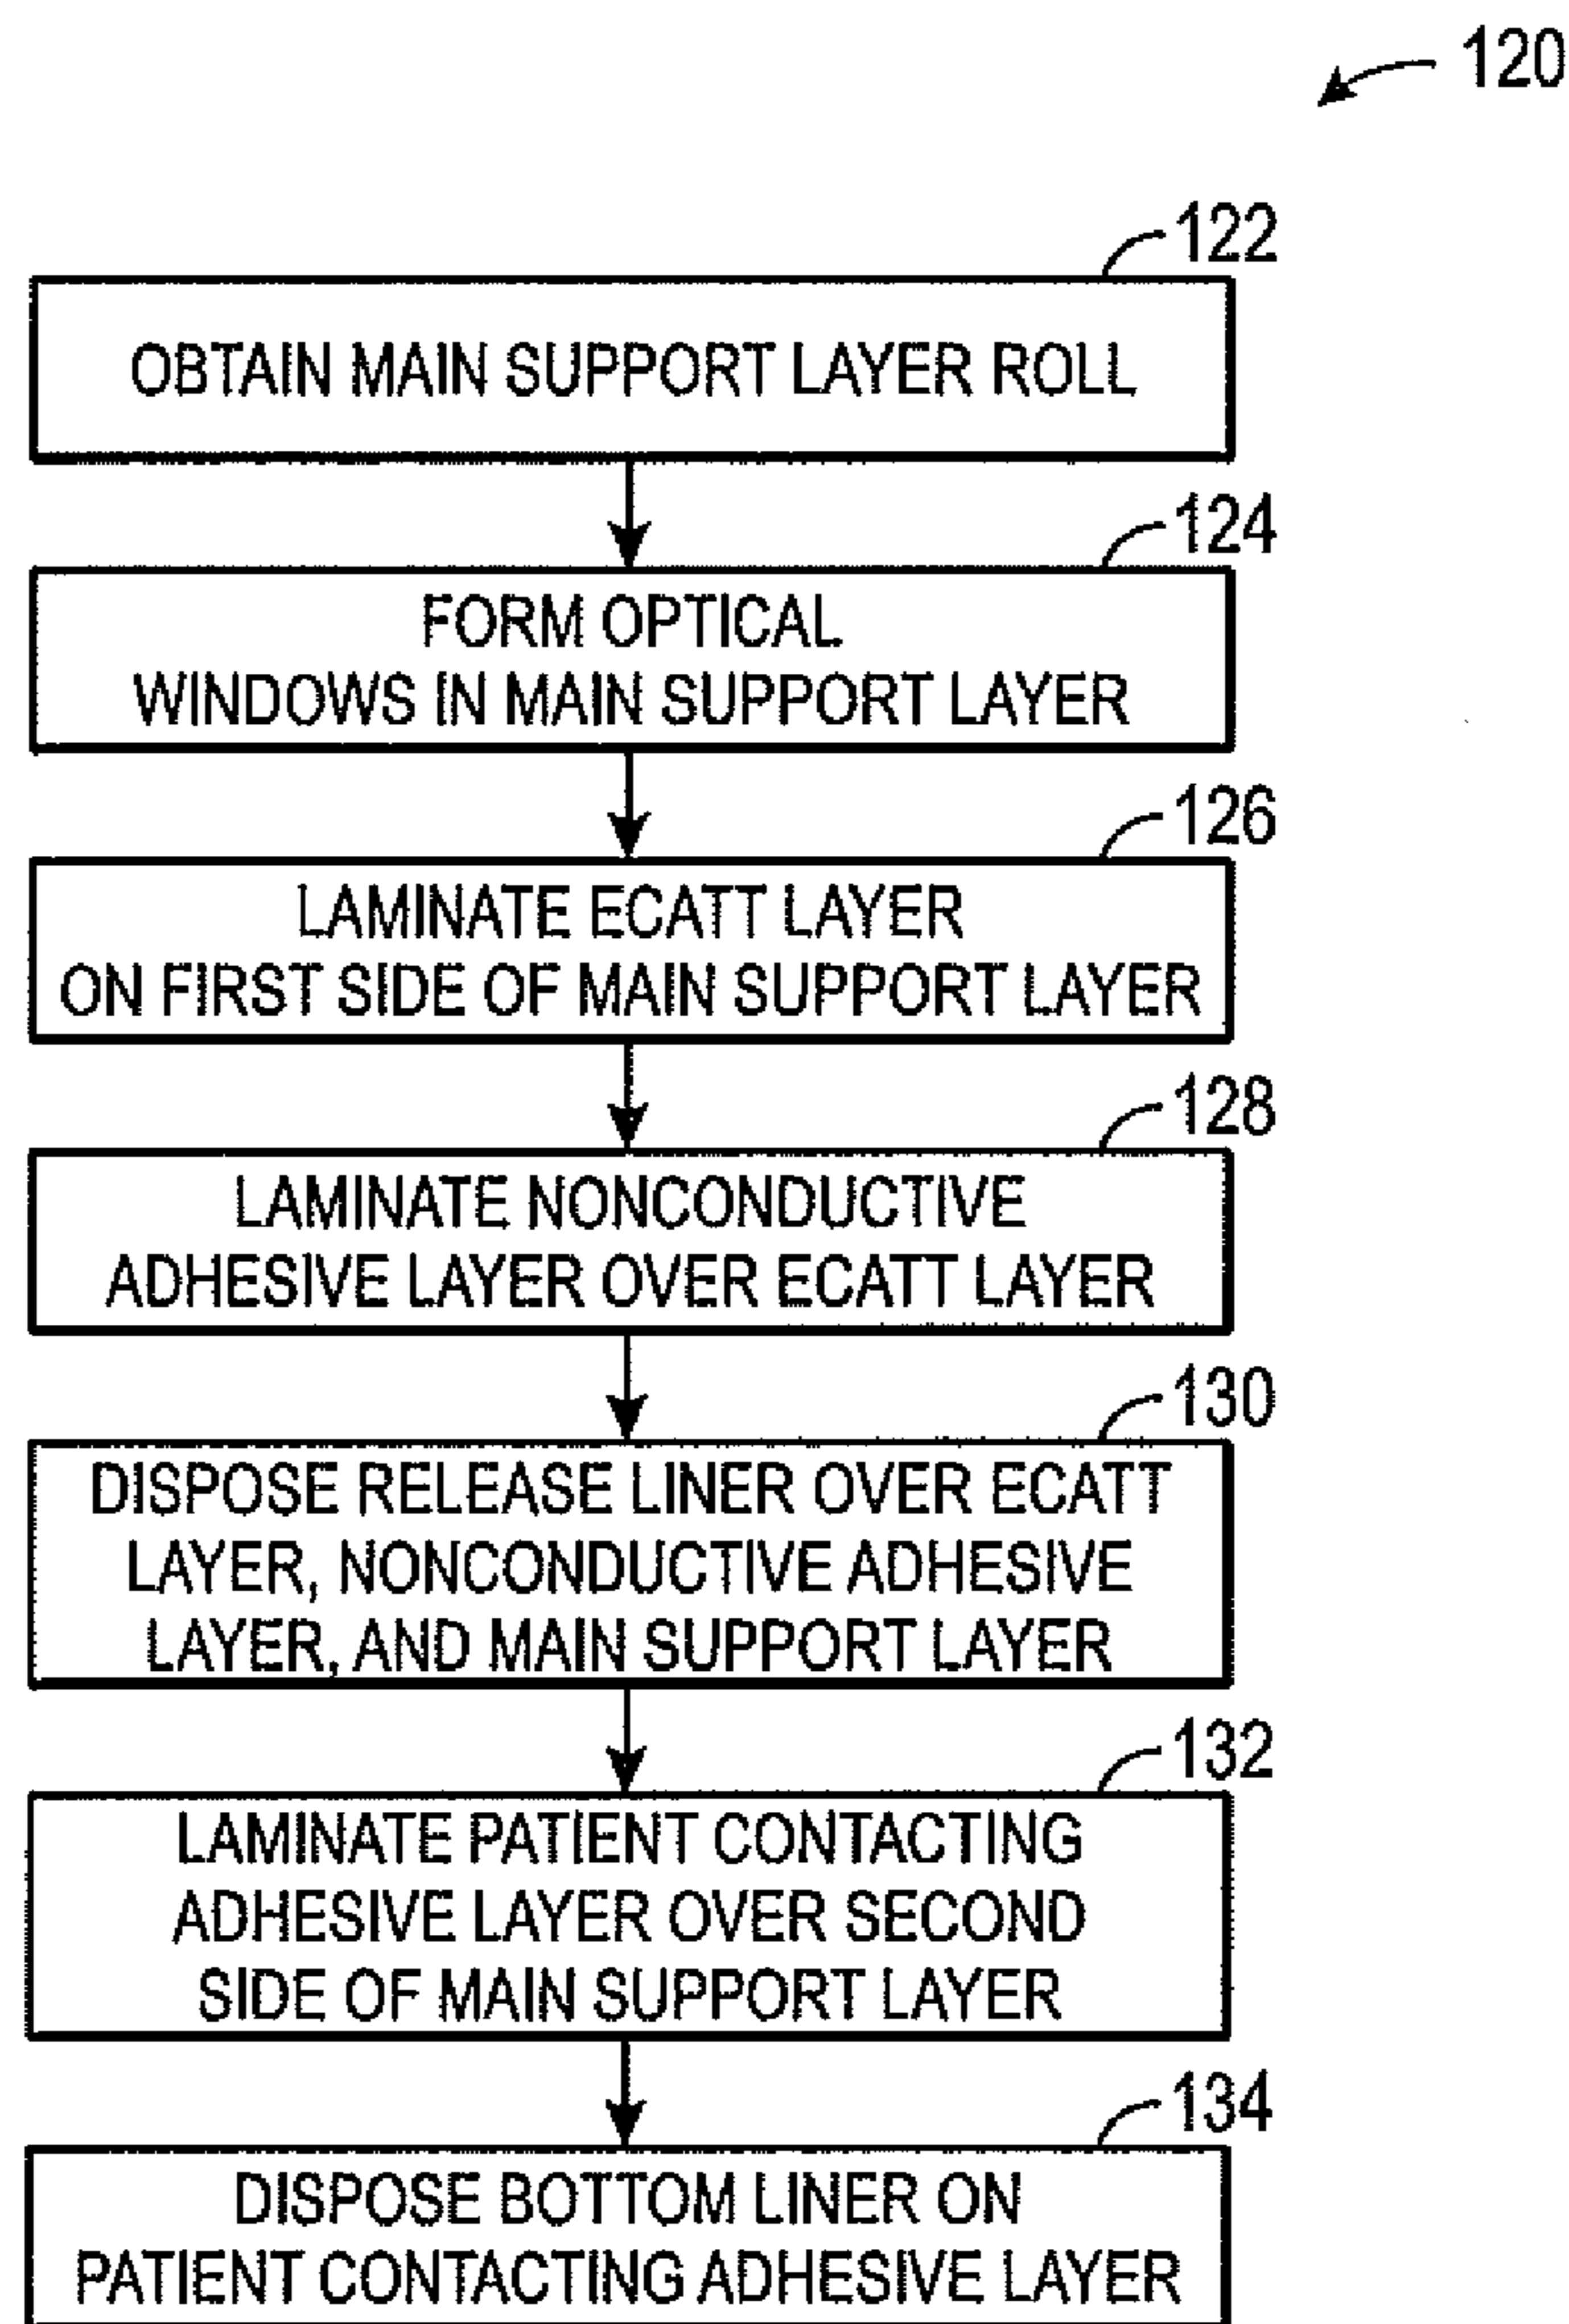 120
122
OBTAIN MAIN SUPPORT LAYER ROLL
124
FORM OPTICAL
WINDOWS IN MAIN SUPPORT LAYER
126
LAMINATE ECATT LAYER
ON FIRST SIDE OF MAIN SUPPORT LAYER
128
LAMINATE NONCONDUCTIVE
ADHESIVE LAYER OVER ECATT LAYER
130
DISPOSE RELEASE LINER OVER ECATT
LAYER, NONCONDUCTIVE ADHESIVE
LAYER, AND MAIN SUPPORT LAYER
132
LAMINATE PATIENT CONTACTING
ADHESIVE LAYER OVER SECOND
SIDE OF MAIN SUPPORT LAYER
134
DISPOSE BOTTOM LINER ON
PATIENT CONTACTING ADHESIVE LAYER